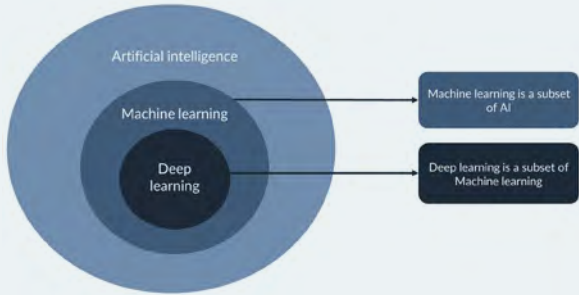 Artificial intelligence
Machine learning
Deep
learning
Machine learning is a subset
of AI
Deep learning is a subset of
Machine learning